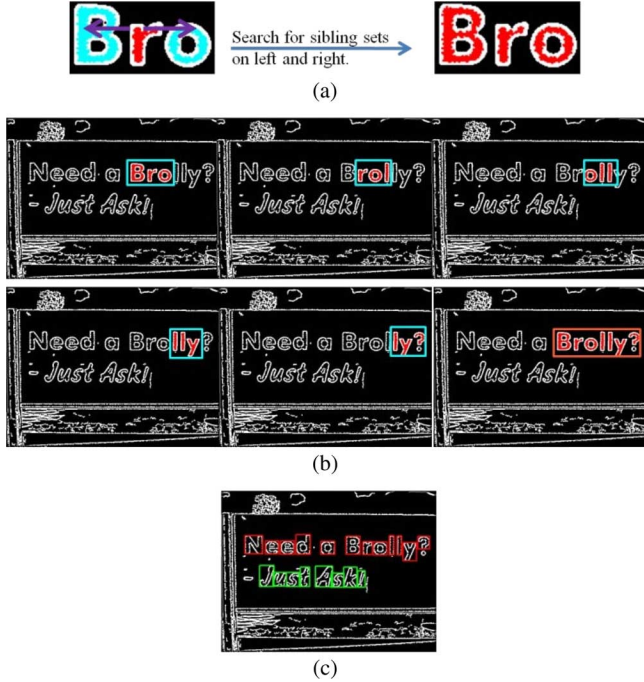 Bro
Search for sibling sets
on left and right.
Bro
(a)
Need a Brolly?
- Just Ask!
Need a Brolly?
- Just Ask!
Need a Brolly?
- Just Ask!
Need a Brolly?
- Just Ask!
Need a Brolly?
- Just Ask!
Need a Brolly?
- Just Ask!
(b)
Need a Brolly?
- Just Ask!
(c)